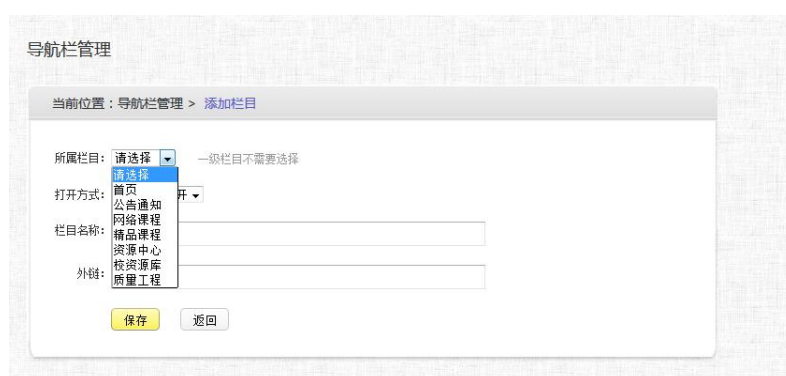 导航栏管理
当前位置：导航栏管理 > 添加栏目
所属栏目： 请选择 一级栏目不需要选择
请选择
首页
公告通知
网络课程
精品课程
资源中心
校资源库
质量工程
打开方式： 开
栏目名称：
外链：
保存 返回